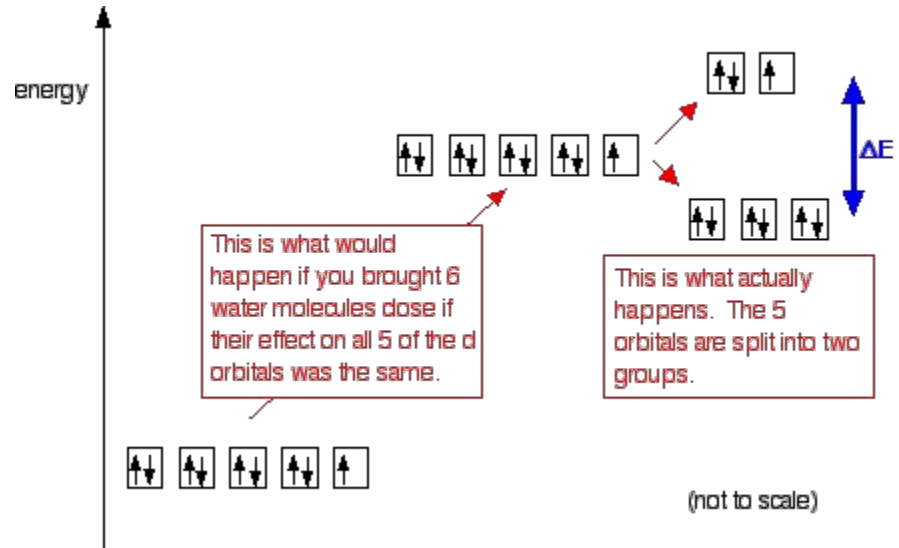 energy
ΔE
This is what would
happen if you brought 6
water molecules close if
their effect on all 5 of the d
orbitals was the same.
This is what actually
happens.  The 5
orbitals are split into two
groups.
(not to scale)